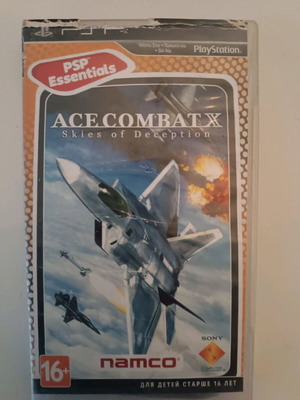 PSP
PlayStation
PSP
Essentials
ACE COMBAT X
Skies of Deception
16+
namco
SONY
ДЛЯ ДЕТЕЙ СТАРШЕ 16 ЛЕТ